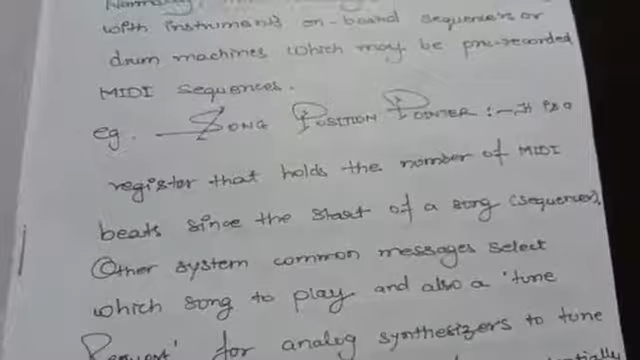 Normally,
with instruments on-board sequencers or
drum machines which may be pre-recorded
MIDI sequences.
eg. SONG POSITION POINTER :- It is a
register that holds the number of MIDI
beats since the start of a song (sequence).
Other system common messages select
which song to play and also a 'tune
Request' for analog synthesizers to tune